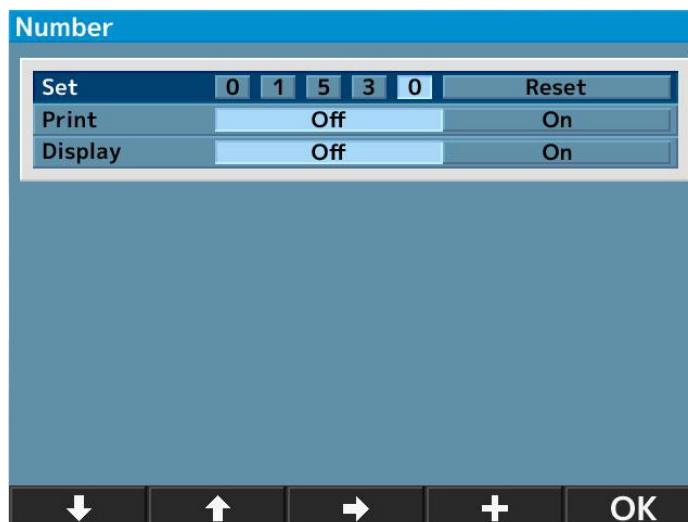 Number
Set 0 1 5 3 0 Reset
Print Off On
Display Off On
OK